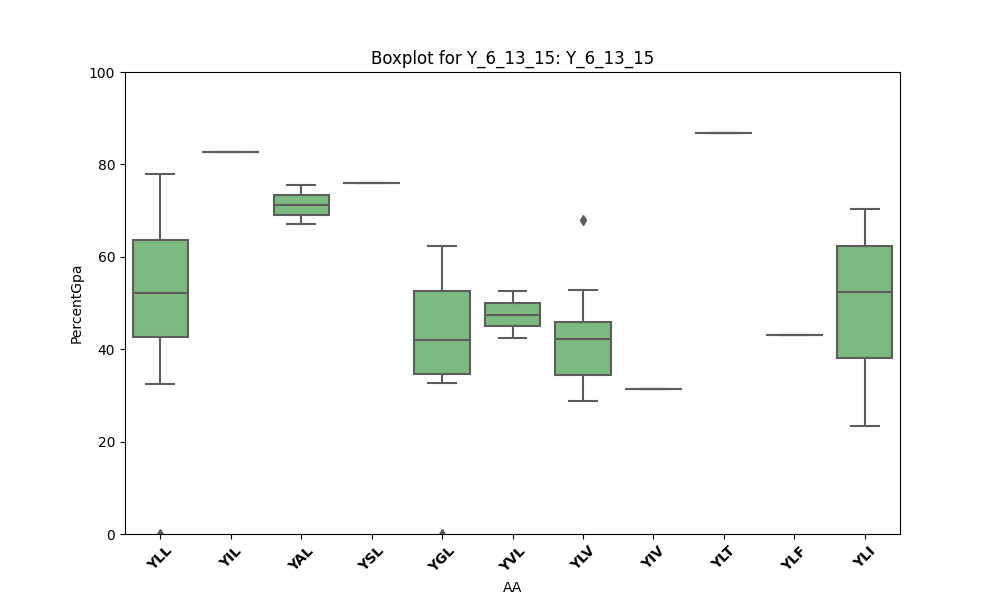 Boxplot for Y_6_13_15: Y_6_13_15
100
80
60
40
20
0
PercentGpa
YLL YIL YAL YSL YGL YVL YLV YIV YLT YLF YLI
AA